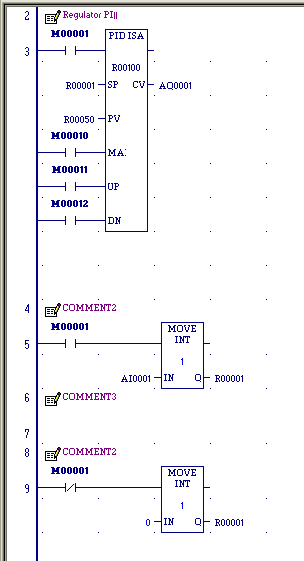 2 Regulator PI
M00001
3 PID ISA
R00100
R00001 SP CV AQ0001
R00050 PV
M00010
MA
M00011
UP
M00012
DN
4 COMMENT2
M00001
MOVE
5 INT
1
AI0001 IN Q R00001
6 COMMENT3
7
8 COMMENT2
M00001
MOVE
9 INT
1
0 IN Q R00001